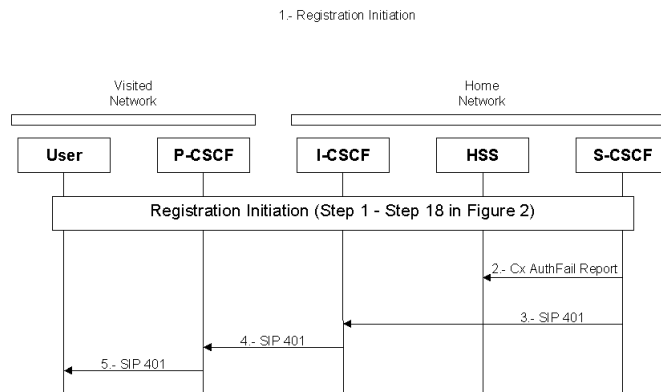 1.- Registration Initiation
Visited
Network
Home
Network
User
P-CSCF
I-CSCF
HSS
S-CSCF
Registration Initiation (Step 1 - Step 18 in Figure 2)
2.- Cx AuthFail Report
3.- SIP 401
4.- SIP 401
5.- SIP 401